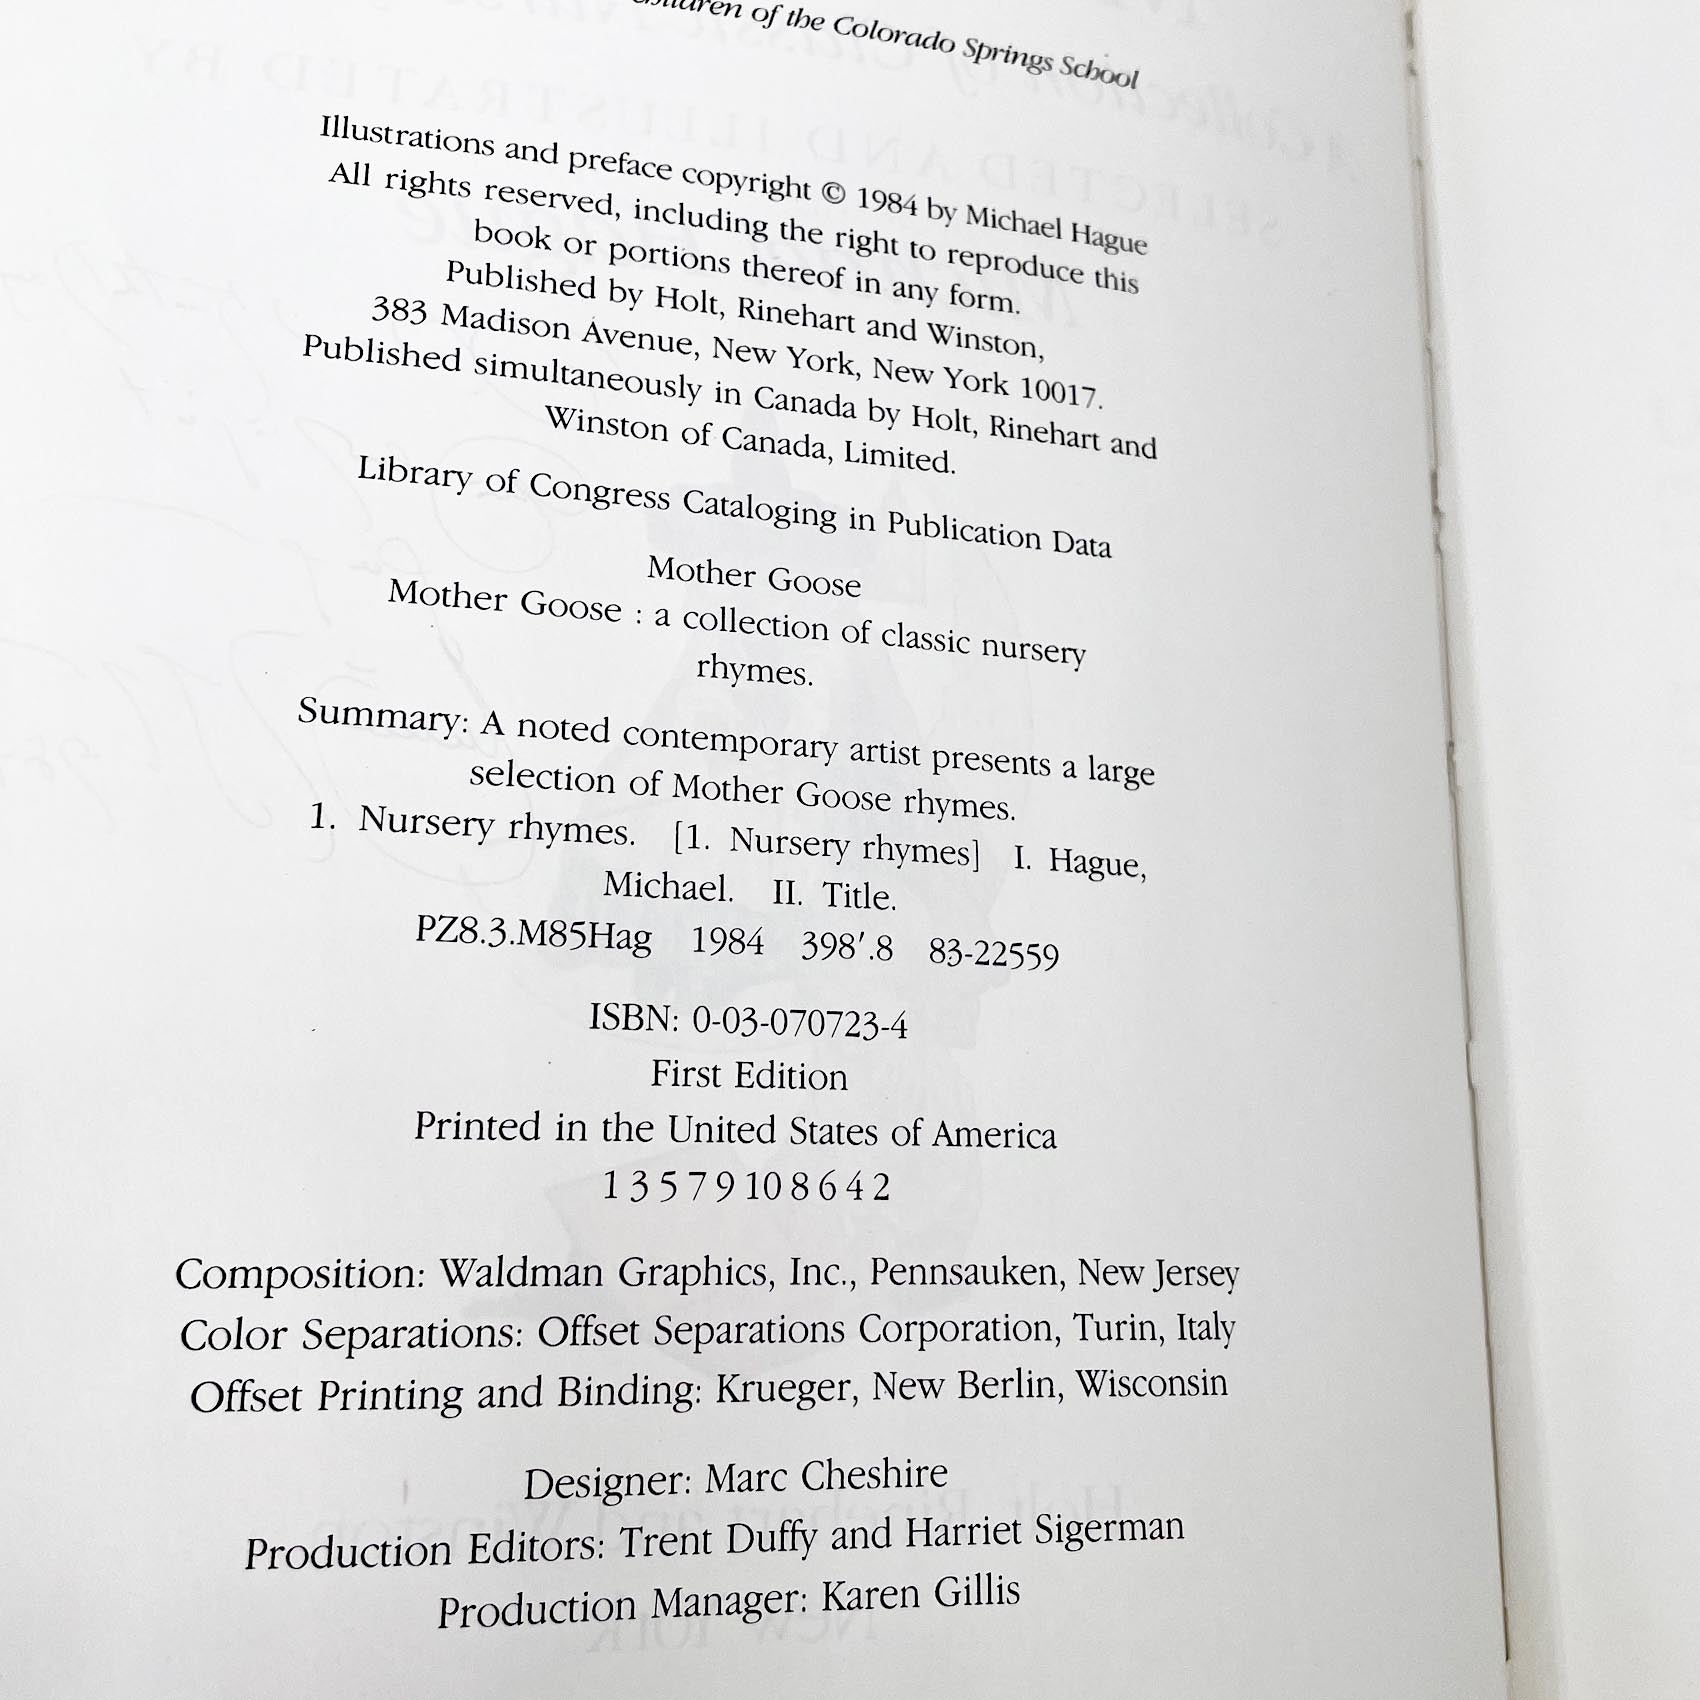 of the Colorado Springs School
Illustrations and preface copyright © 1984 by Michael Hague
All rights reserved, including the right to reproduce this
book or portions thereof in any form.
Published by Holt, Rinehart and Winston,
383 Madison Avenue, New York, New York 10017.
Published simultaneously in Canada by Holt, Rinehart and
Winston of Canada, Limited.
Library of Congress Cataloging in Publication Data
Mother Goose
Mother Goose : a collection of classic nursery
rhymes.
Summary: A noted contemporary artist presents a large
selection of Mother Goose rhymes.
1. Nursery rhymes. [1. Nursery rhymes] I. Hague,
Michael. II. Title.
PZ8.3.M85Hag 1984 398'.8 83-22559
ISBN: 0-03-070723-4
First Edition
Printed in the United States of America
1 3 5 7 9 10 8 6 4 2
Composition: Waldman Graphics, Inc., Pennsauken, New Jersey
Color Separations: Offset Separations Corporation, Turin, Italy
Offset Printing and Binding: Krueger, New Berlin, Wisconsin
Designer: Marc Cheshire
Production Editors: Trent Duffy and Harriet Sigerman
Production Manager: Karen Gillis